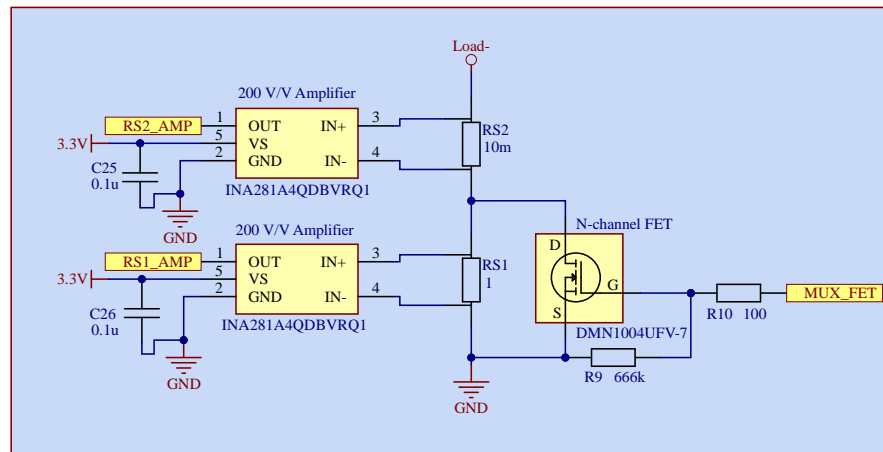 Load-
200 V/V Amplifier
RS2_AMP
1
5
2
OUT
VS
GND
IN+
IN-
3
4
3.3V
C25
0.1u
INA281A4QDBVRQ1
GND
RS2
10m
200 V/V Amplifier
RS1_AMP
1
5
2
OUT
VS
GND
IN+
IN-
3
4
3.3V
C26
0.1u
INA281A4QDBVRQ1
GND
RS1
1
N-channel FET
D
G
S
DMN1004UFV-7
R10 100
MUX_FET
R9 666k
GND